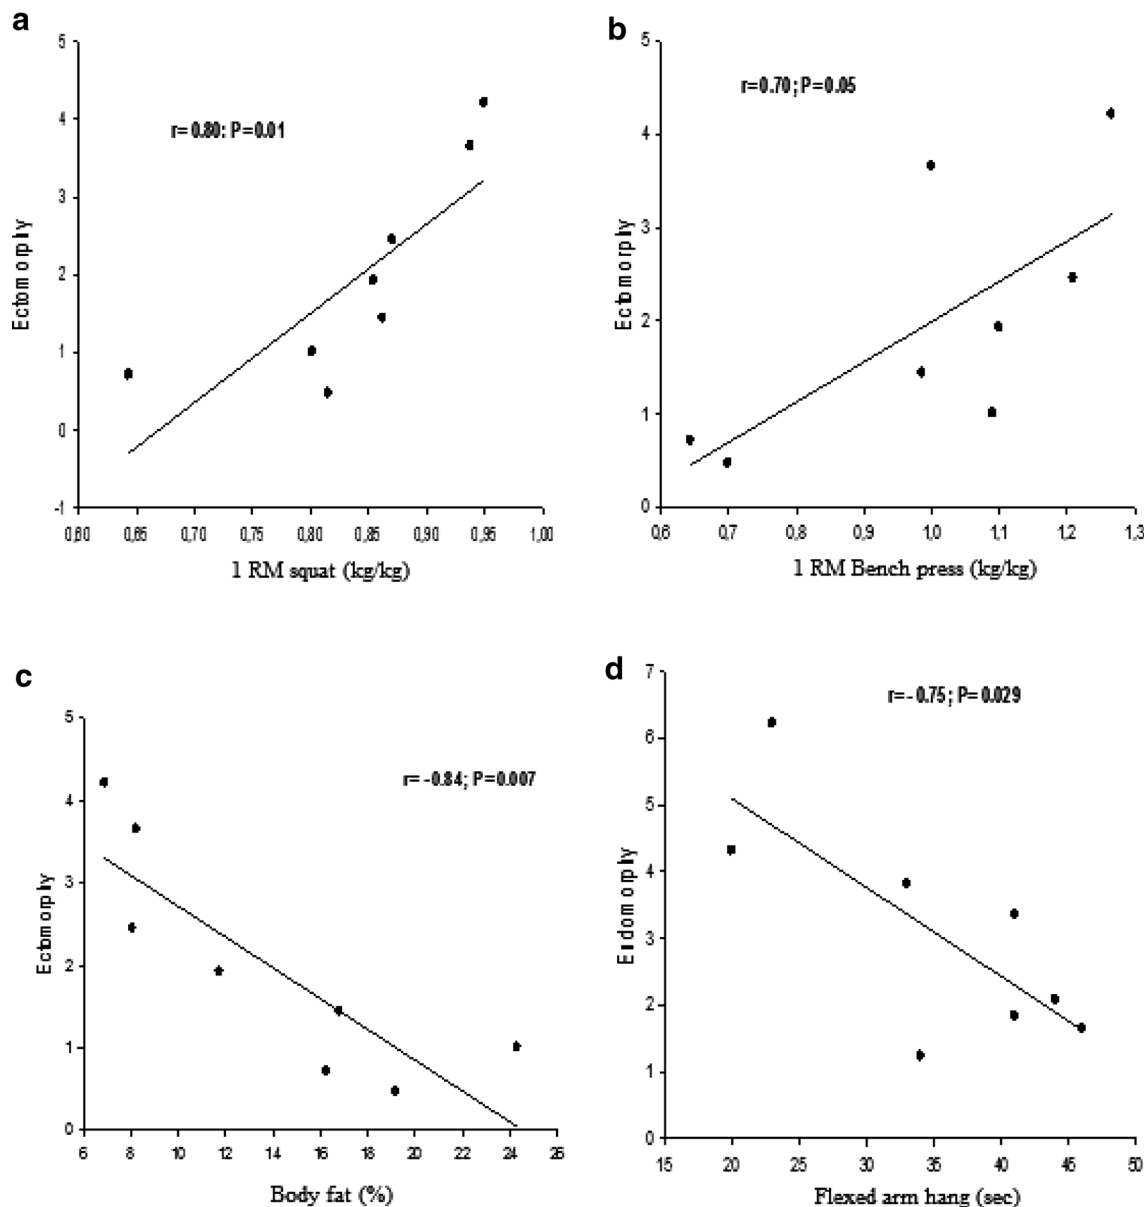 a
5
4
3
2
1
0
-1
r= 0.80: P=0.01
Ectomorphy
0,60 0,65 0,70 0,75 0,80 0,85 0,90 0,95 1,00
1 RM squat (kg/kg)
b
5
4
3
2
1
0
r=0.70; P=0.05
Ectomorphy
0,6 0,7 0,8 0,9 1,0 1,1 1,2 1,3
1 RM Bench press (kg/kg)
c
5
4
3
2
1
0
r= -0.84; P=0.007
Ectomorphy
6 8 10 12 14 16 18 20 22 24 26
Body fat (%)
d
7
6
5
4
3
2
1
0
r= -0.75; P=0.029
Endomorphy
15 20 25 30 35 40 45 50
Flexed arm hang (sec)